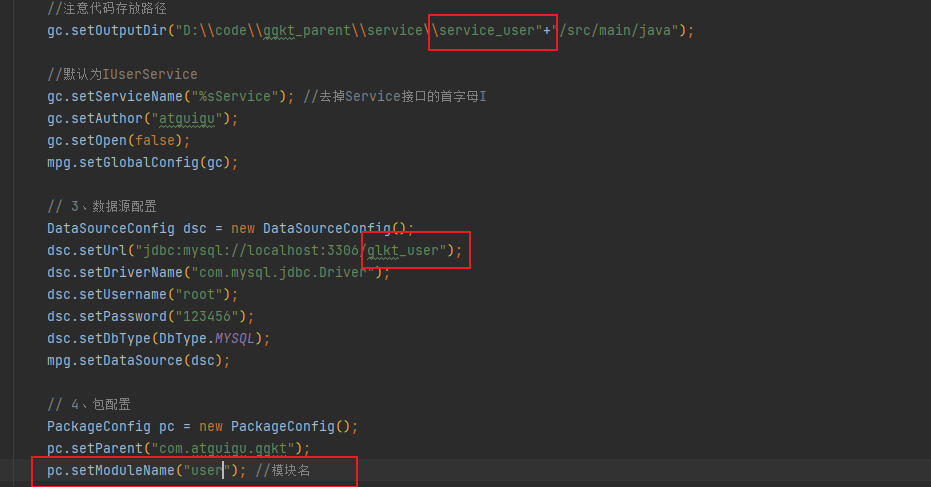 //注意代码存放路径
gc.setOutputDir("D:\\code\\ggkt_parent\\service\\service_user"+"/src/main/java");
//默认为IUserService
gc.setServiceName("%sService"); //去掉Service接口的首字母I
gc.setAuthor("atguigu");
gc.setOpen(false);
mpg.setGlobalConfig(gc);
// 3、数据源配置
DataSourceConfig dsc = new DataSourceConfig();
dsc.setUrl("jdbc:mysql://localhost:3306/glkt_user");
dsc.setDriverName("com.mysql.jdbc.Driver");
dsc.setUsername("root");
dsc.setPassword("123456");
dsc.setDbType(DbType.MYSQL);
mpg.setDataSource(dsc);
// 4、包配置
PackageConfig pc = new PackageConfig();
pc.setParent("com.atguigu.ggkt");
pc.setModuleName("user"); //模块名